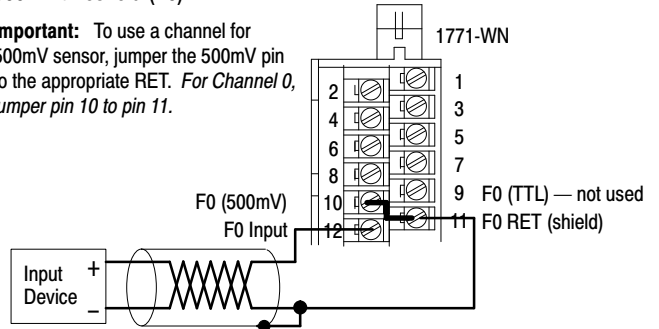 Important: To use a channel for
500mV sensor, jumper the 500mV pin
to the appropriate RET. For Channel 0,
jumper pin 10 to pin 11.
1771-WN
2
1
4
3
6
5
8
7
10
9
12
11
F0 (TTL) — not used
F0 RET (shield)
F0 (500mV)
F0 Input
Input
Device
+
–